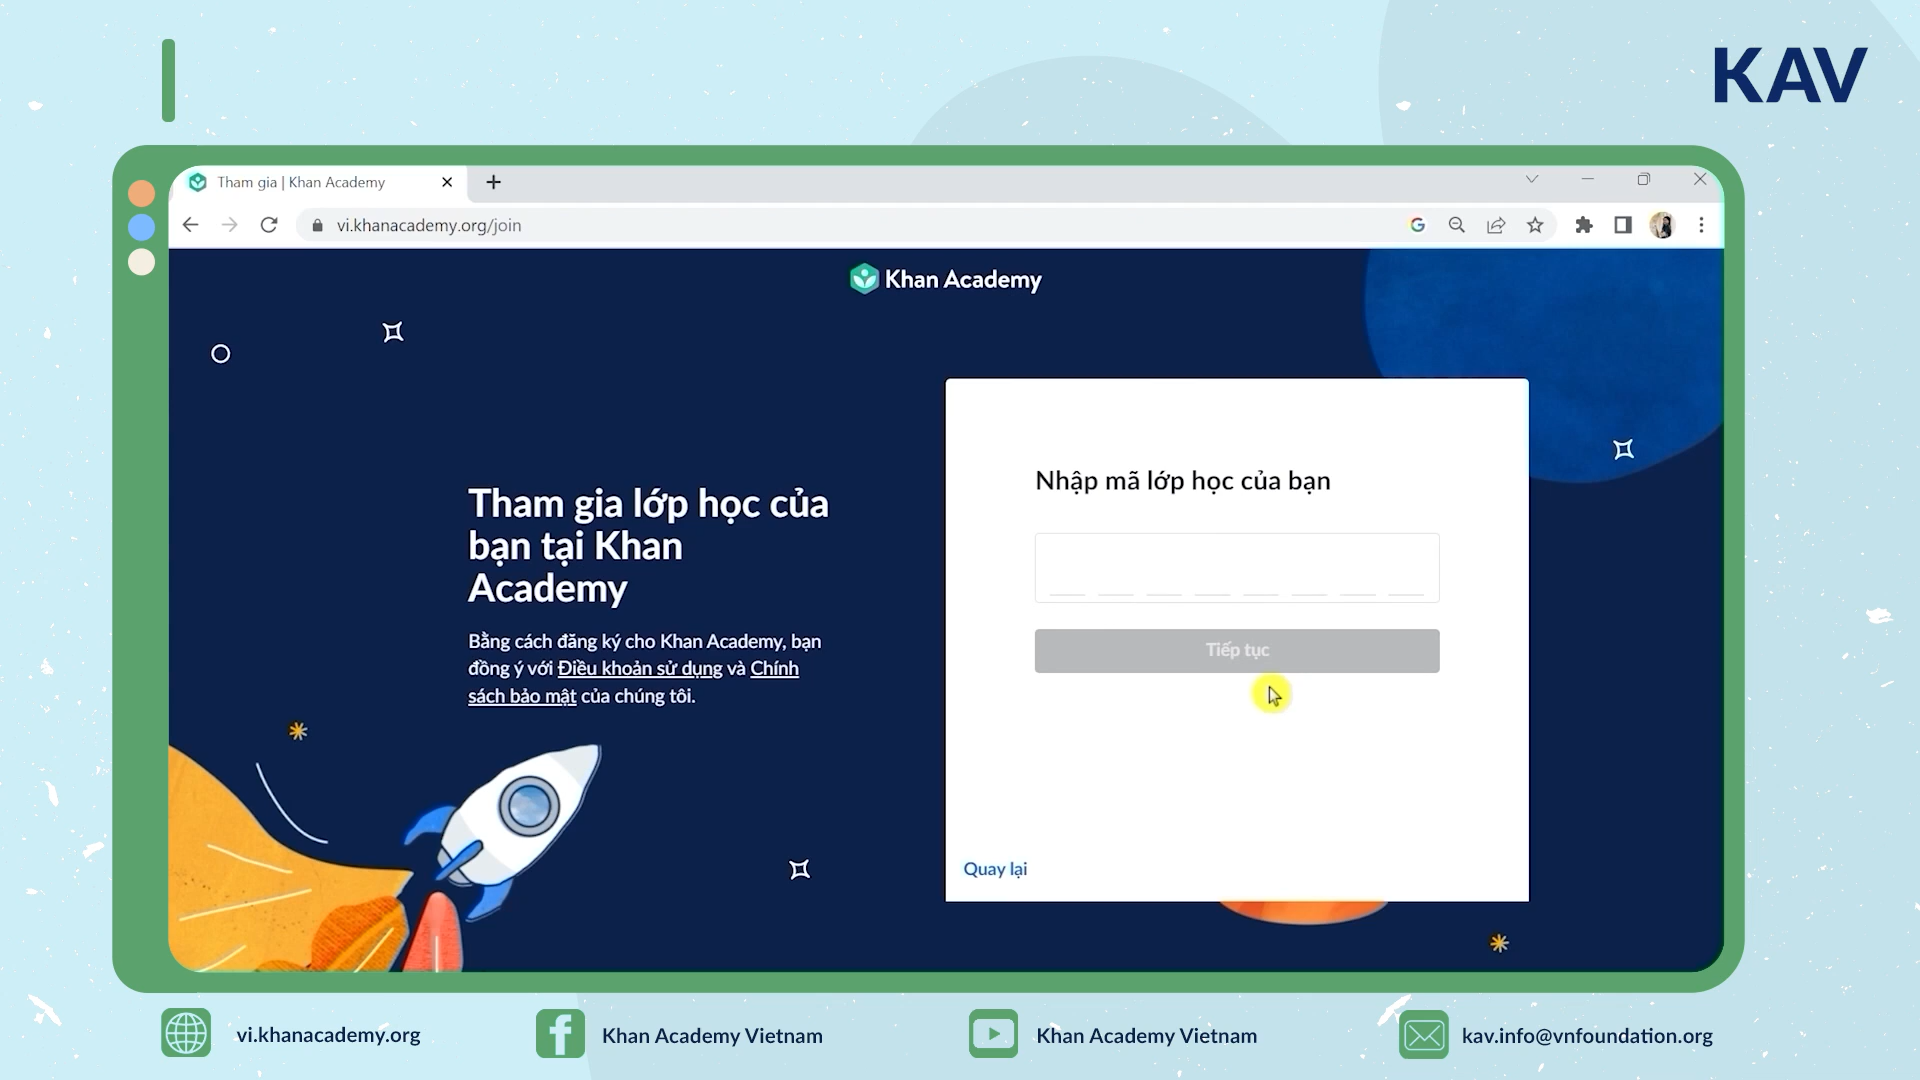 KAV
Tham gia | Khan Academy
vi.khanacademy.org/join
Khan Academy
Tham gia lớp học của
bạn tại Khan
Academy
Bằng cách đăng ký cho Khan Academy, bạn
đồng ý với Điều khoản sử dụng và Chính
sách bảo mật của chúng tôi.
Nhập mã lớp học của bạn
Tiếp tục
Quay lại
vi.khanacademy.org
Khan Academy Vietnam
Khan Academy Vietnam
kav.info@vnfoundation.org